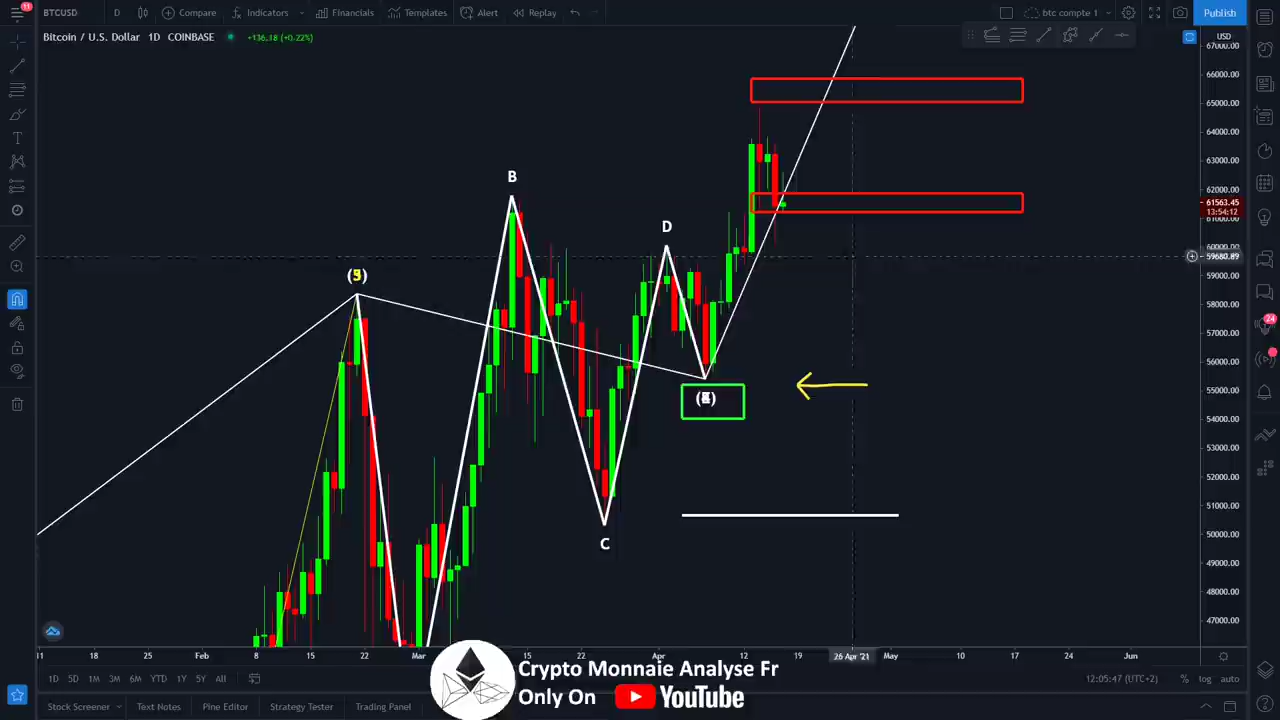 11
BTCUSD
D
Compare
Indicators
Financials
Templates
Alert
Replay
btc compte 1
Publish
Bitcoin / U.S. Dollar 1D COINBASE
+136.18 (+0.22%)
USD
67000.00
66000.00
65000.00
64000.00
63000.00
62000.00
61563.45
13:54:12
61000.00
60000.00
59680.89
59000.00
58000.00
57000.00
56000.00
55000.00
54000.00
53000.00
52000.00
51000.00
50000.00
49000.00
48000.00
47000.00
B
D
C
24
11 18 25 Feb 8 15 22 Mar 15 22 Apr 12 19 26 Apr '21 May 10 17 24 Jun
1D 5D 1M 3M 6M YTD 1Y 5Y All
12:05:47 (UTC+2)
% log auto
Crypto Monnaie Analyse Fr
Only On YouTube
Stock Screener
Text Notes
Pine Editor
Strategy Tester
Trading Panel